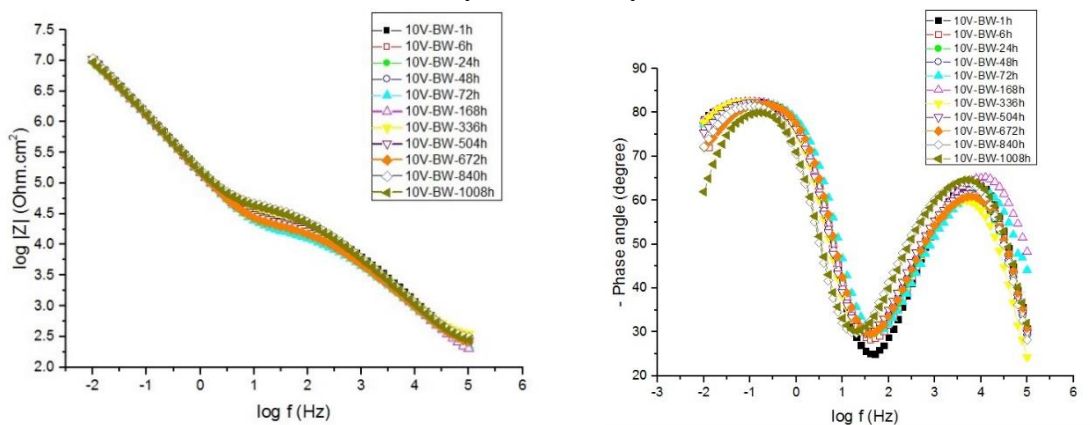 7.5
7.0
6.5
6.0
5.5
5.0
4.5
4.0
3.5
3.0
2.5
2.0
log |Z| (Ohm.cm²)
-2 -1 0 1 2 3 4 5 6
log f (Hz)
10V-BW-1h
10V-BW-6h
10V-BW-24h
10V-BW-48h
10V-BW-72h
10V-BW-168h
10V-BW-336h
10V-BW-504h
10V-BW-672h
10V-BW-840h
10V-BW-1008h
90
80
70
60
50
40
30
20
- Phase angle (degree)
-3 -2 -1 0 1 2 3 4 5 6
log f (Hz)
10V-BW-1h
10V-BW-6h
10V-BW-24h
10V-BW-48h
10V-BW-72h
10V-BW-168h
10V-BW-336h
10V-BW-504h
10V-BW-672h
10V-BW-840h
10V-BW-1008h